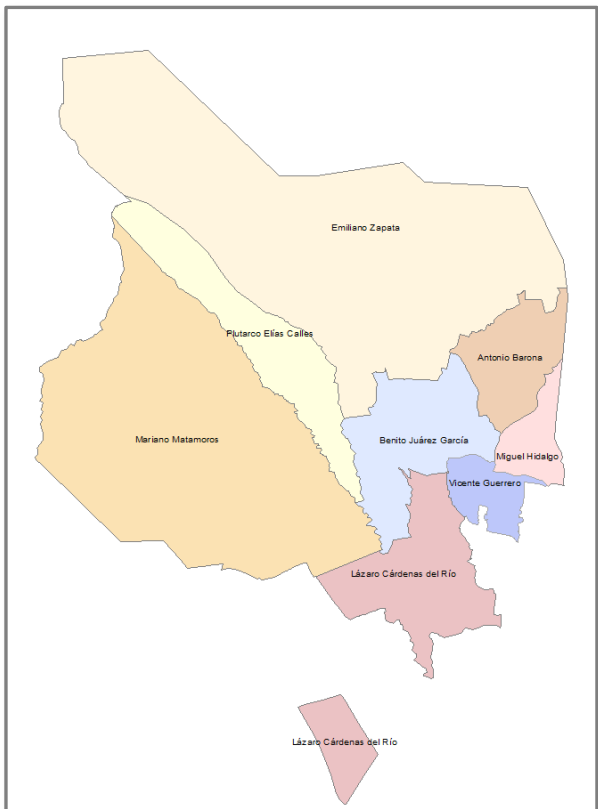 Emiliano Zapata
Plutarco Elías Calles
Antonio Barona
Mariano Matamoros
Benito Juárez García
Miguel Hidalgo
Vicente Guerrero
Lázaro Cárdenas del Río
Lázaro Cárdenas del Río